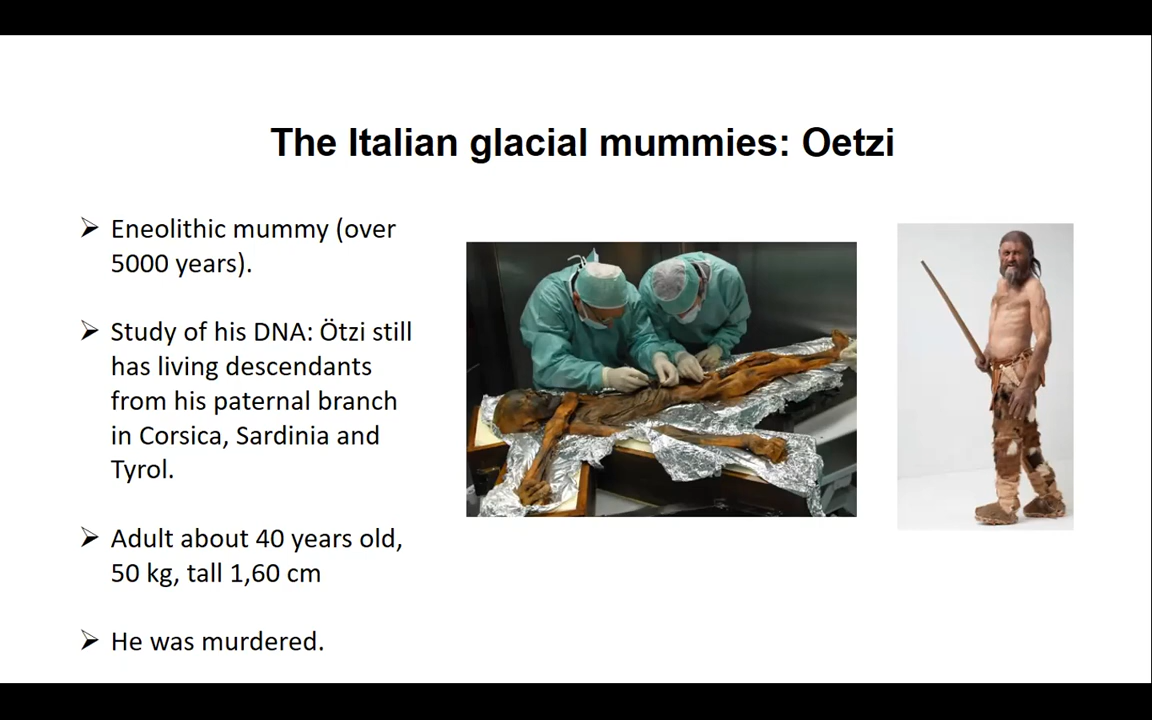 The Italian glacial mummies: Oetzi
➢ Eneolithic mummy (over
5000 years).
➢ Study of his DNA: Ötzi still
has living descendants
from his paternal branch
in Corsica, Sardinia and
Tyrol.
➢ Adult about 40 years old,
50 kg, tall 1,60 cm
➢ He was murdered.